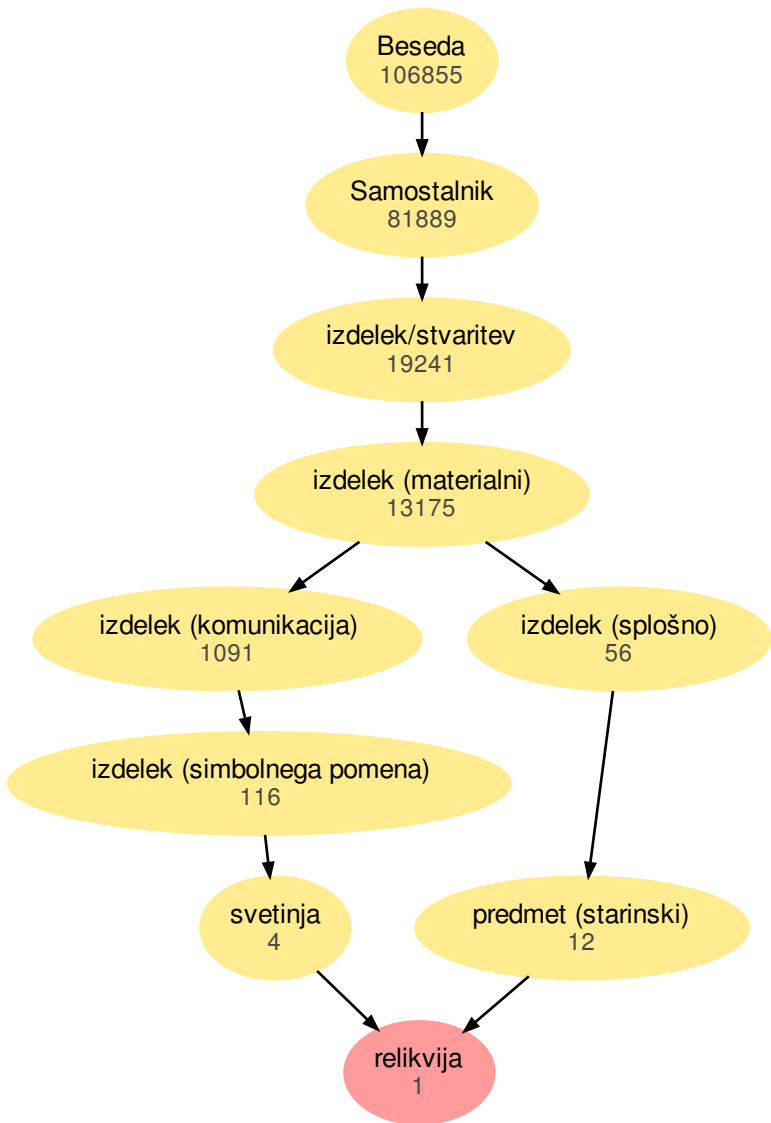 Beseda
106855
Samostalnik
81889
izdelek/stvaritev
19241
izdelek (materialni)
13175
izdelek (komunikacija)
1091
izdelek (splošno)
56
izdelek (simbolnega pomena)
116
svetinja
4
predmet (starinski)
12
relikvija
1